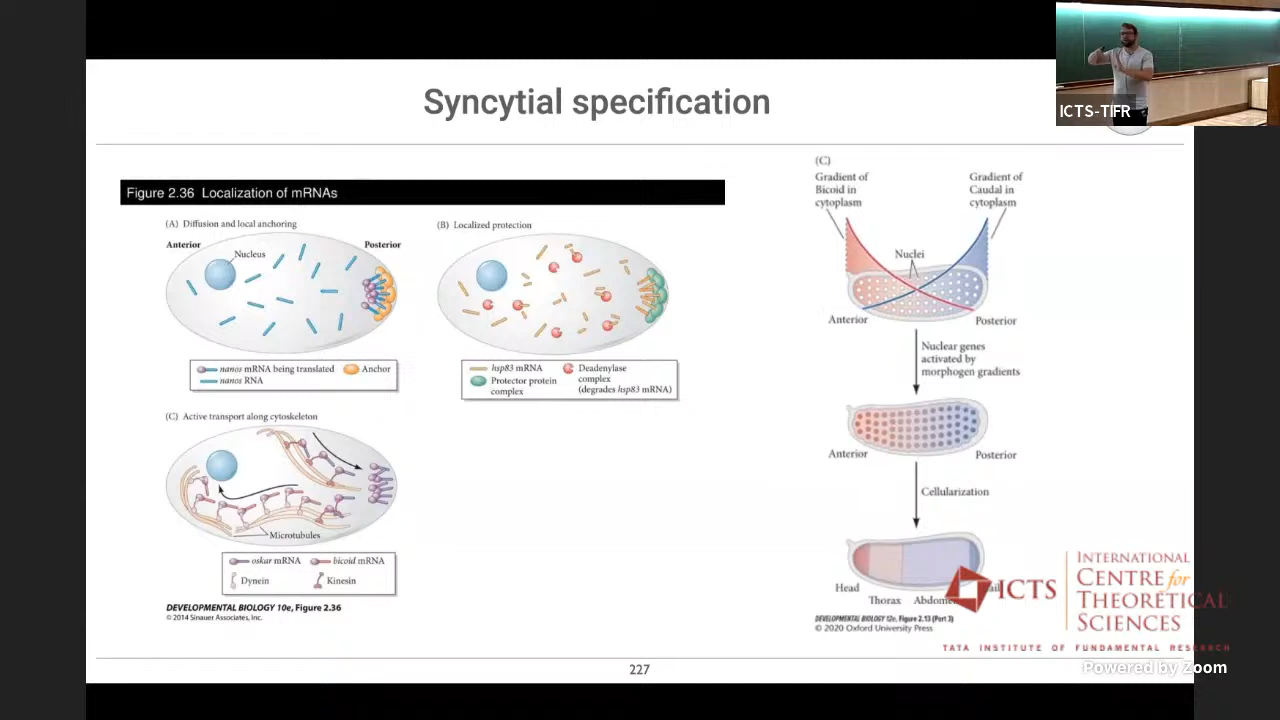 Syncytial specification
ICTS-TIFR
Figure 2.36 Localization of mRNAs
(A) Diffusion and local anchoring
Anterior
Posterior
Nucleus
nanos mRNA being translated
Anchor
nanos RNA
(B) Localized protection
hsp83 mRNA
Deadenylase
complex
(degrades hsp83 mRNA)
Protector protein
complex
(C) Active transport along cytoskeleton
Microtubules
oskar mRNA
bicoid mRNA
Dynein
Kinesin
DEVELOPMENTAL BIOLOGY 10e, Figure 2.36
© 2014 Sinauer Associates, Inc.
(C)
Gradient of
Bicoid in
cytoplasm
Gradient of
Caudal in
cytoplasm
Nuclei
Anterior
Posterior
Nuclear genes
activated by
morphogen gradients
Anterior
Posterior
Cellularization
Head
Thorax
DEVELOPMENTAL BIOLOGY 12e, Figure 2.13 (Part 3)
© 2020 Oxford University Press
ICTS
INTERNATIONAL
CENTRE for
THEORETICAL
SCIENCES
TATA INSTITUTE OF FUNDAMENTAL RESEARCH
227
Powered by Zoom